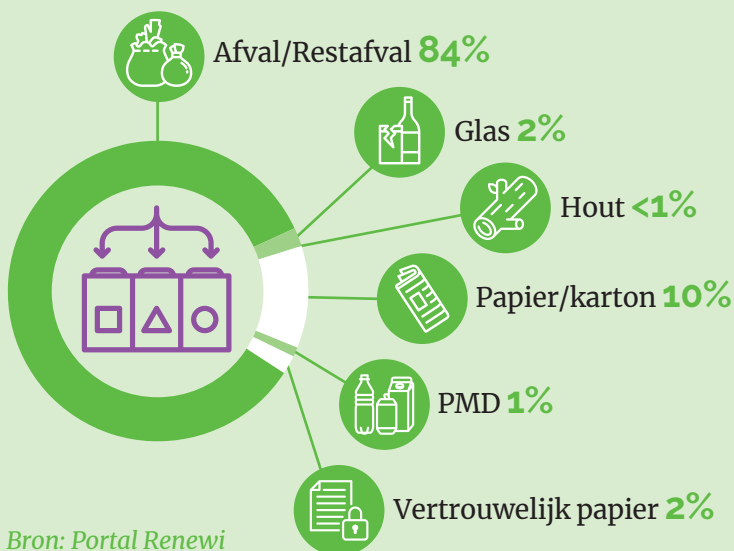 Afval/Restafval 84%
Glas 2%
Hout <1%
Papier/karton 10%
PMD 1%
Vertrouwelijk papier 2%
Bron: Portal Renewi